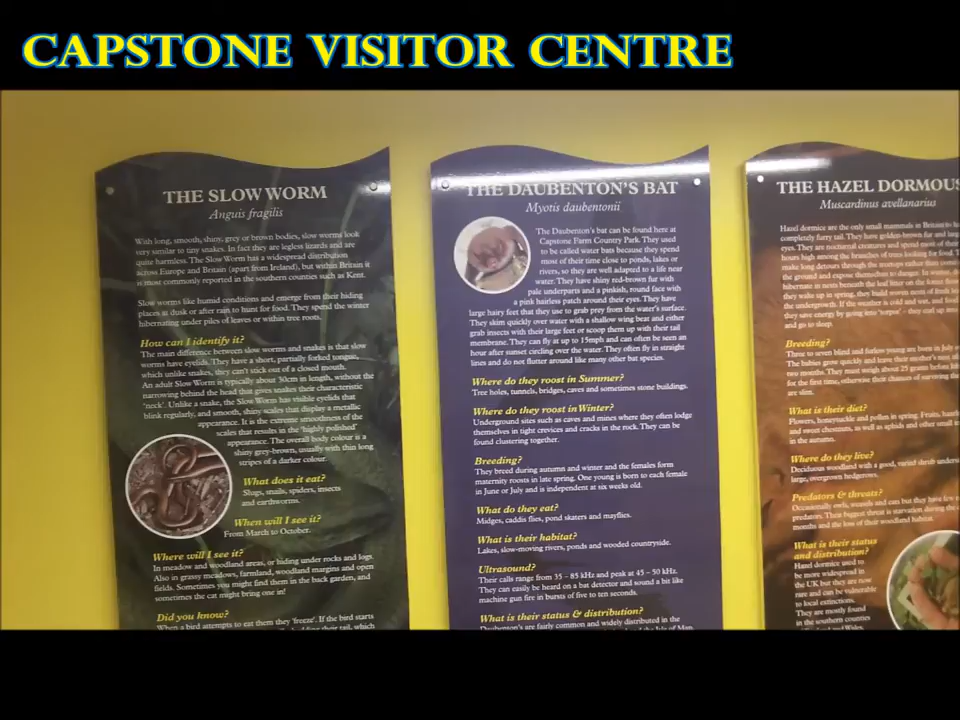 CAPSTONE VISITOR CENTRE
THE SLOW WORM
Anguis fragilis
With long, smooth, shiny, grey or brown bodies, slow worms look
very similar to tiny snakes. In fact they are legless lizards and are
quite harmless. The Slow Worm has a widespread distribution
across Europe and Britain (apart from Ireland), but within Britain it
is most commonly reported in the southern counties such as Kent.
Slow worms like humid conditions and emerge from their hiding
places at dusk or after rain to hunt for food. They spend the winter
hibernating under piles of leaves or within tree roots.
How can I identify it?
The main difference between slow worms and snakes is that slow
worms have eyelids. They have a short, partially forked tongue,
which unlike snakes, they can't stick out of a closed mouth.
An adult Slow Worm is typically about 30cm in length, without the
narrowing behind the head that gives snakes their characteristic
'neck'. Unlike a snake, the Slow Worm has visible eyelids that
blink regularly, and smooth, shiny scales that display a metallic
appearance. It is the extreme smoothness of the
scales that results in the 'highly polished'
appearance. The overall body colour is a
shiny grey-brown, usually with thin long
stripes of a darker colour.
What does it eat?
Slugs, snails, spiders, insects
and earthworms.
When will I see it?
From March to October.
Where will I see it?
In meadow and woodland areas, or hiding under rocks and logs.
Also in grassy meadows, farmland, woodland margins and open
fields. Sometimes you might find them in the back garden, and
sometimes the cat might bring one in!
Did you know?
When a bird attempts to eat them they 'freeze'. If the bird starts
their tail, which
THE DAUBENTON'S BAT
Myotis daubentonii
The Daubenton's bat can be found here at
Capstone Farm Country Park. They used
to be called water bats because they spend
most of their time close to ponds, lakes or
rivers, so they are well adapted to a life near
water. They have shiny red-brown fur with
pale underparts and a pinkish, round face with
a pink hairless patch around their eyes. They have
large hairy feet that they use to grab prey from the water's surface.
They skim quickly over water with a shallow wing beat and either
grab insects with their large feet or scoop them up with their tail
membrane. They can fly at up to 15mph and can often be seen an
hour after sunset circling over the water. They often fly in straight
lines and do not flutter around like many other bat species.
Where do they roost in Summer?
Tree holes, tunnels, bridges, caves and sometimes stone buildings.
Where do they roost in Winter?
Underground sites such as caves and mines where they often lodge
themselves in tight crevices and cracks in the rock. They can be
found clustering together.
Breeding?
They breed during autumn and winter and the females form
maternity roosts in late spring. One young is born to each female
in June or July and is independent at six weeks old.
What do they eat?
Midges, caddis flies, pond skaters and mayflies.
What is their habitat?
Lakes, slow-moving rivers, ponds and wooded countryside.
Ultrasound?
Their calls range from 35 – 85 kHz and peak at 45 – 50 kHz.
They can easily be heard on a bat detector and sound a bit like
machine gun fire in bursts of five to ten seconds.
What is their status & distribution?
Daubenton's are fairly common and widely distributed in the
Isle of Man,
THE HAZEL DORMOUS
Muscardinus avellanarius
Hazel dormice are the only small mammals in Britain to
completely furry tail. They have golden-brown fur and large
eyes. They are nocturnal creatures and spend most of their
hours high among the branches of trees looking for food.
make long detours through the treetops rather than
the ground and expose themselves to danger. In winter,
hibernate in nests beneath the leaf litter on the forest
they wake up in spring, they build woven nests of
the undergrowth. If the weather is cold and wet, and food
they save energy by going into 'torpor' – they curl up into
and go to sleep.
Breeding?
Three to seven blind and furless young are born in July
The babies grow quickly and leave their mother's nest
two months. They must weigh about 25 grams before
for the first time, otherwise their chances of surviving the
are slim.
What is their diet?
Flowers, honeysuckle and pollen in spring. Fruits,
and sweet chestnuts, as well as aphids and other small
in the autumn.
Where do they live?
Deciduous woodland with a good, varied shrub
large, overgrown hedgerows.
Predators & threats?
Occasionally owls, weasels and cats but they have few
predators. Their biggest threat is starvation during the
months and the loss of their woodland habitat.
What is their status
and distribution?
Hazel dormice used to
be more widespread in
the UK but they are now
rare and can be vulnerable
to local extinctions.
They are mostly found
in the southern counties
Wales,